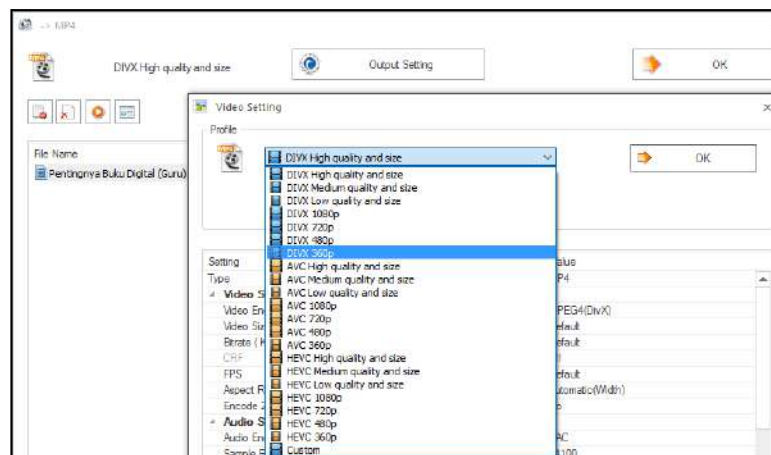 -> MP4
DIVX High quality and size
Output Setting
OK
Video Setting
Profile
File Name
Pentingnya Buku Digital (Guru)
DIVX High quality and size
OK
DIVX High quality and size
DIVX Medium quality and size
DIVX Low quality and size
DIVX 1080p
DIVX 720p
DIVX 480p
DIVX 360p
AVC High quality and size
AVC Medium quality and size
AVC Low quality and size
AVC 1080p
AVC 720p
AVC 480p
AVC 360p
HEVC High quality and size
HEVC Medium quality and size
HEVC Low quality and size
HEVC 1080p
HEVC 720p
HEVC 480p
HEVC 360p
Custom
Setting
alue
Type
P4
Video S
Video En
PEG4(DivX)
Video Siz
efault
Bitrate ( K
efault
CRF
FPS
efault
Aspect R
utomatic(Width)
Encode 2
o
Audio S
Audio En
AC
Sample R
4100